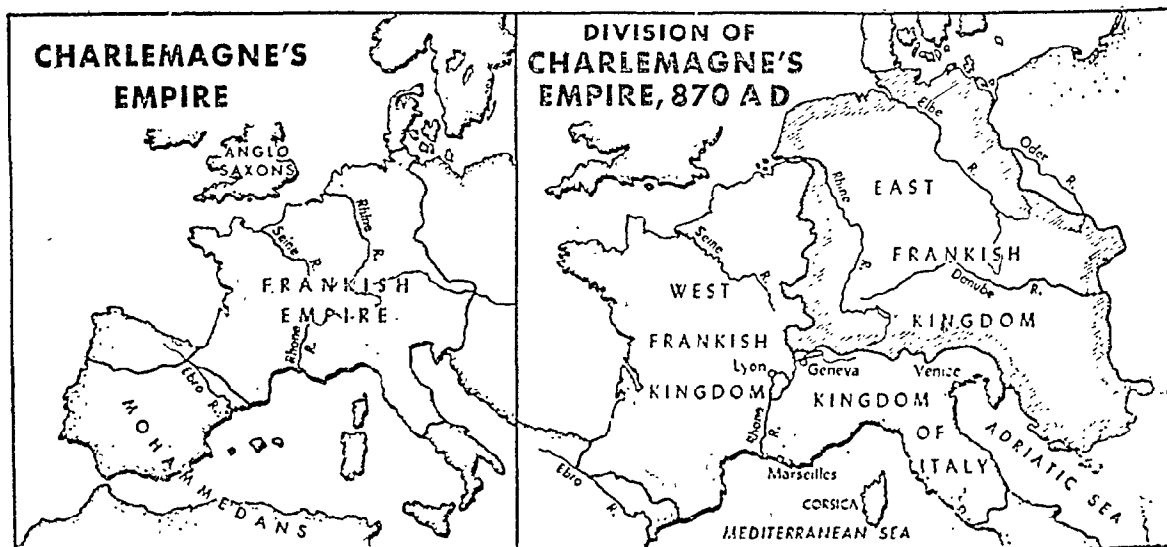 CHARLEMAGNE'S
EMPIRE
ANGLO
SAXONS
Rhine
R.
Seine
R.
FRANKISH
EMPIRE
Rhone
R.
Ebro
R.
MOHAMMEDANS
DIVISION OF
CHARLEMAGNE'S
EMPIRE, 870 A D
Elbe
R.
Oder
R.
Rhine
R.
EAST
FRANKISH
KINGDOM
Seine
R.
Danube
R.
WEST
FRANKISH
KINGDOM
Lyon
Geneva
Venice
KINGDOM
OF
ITALY
Rhone
R.
ADRIATIC SEA
Marseilles
Ebro
R.
CORSICA
MEDITERRANEAN SEA